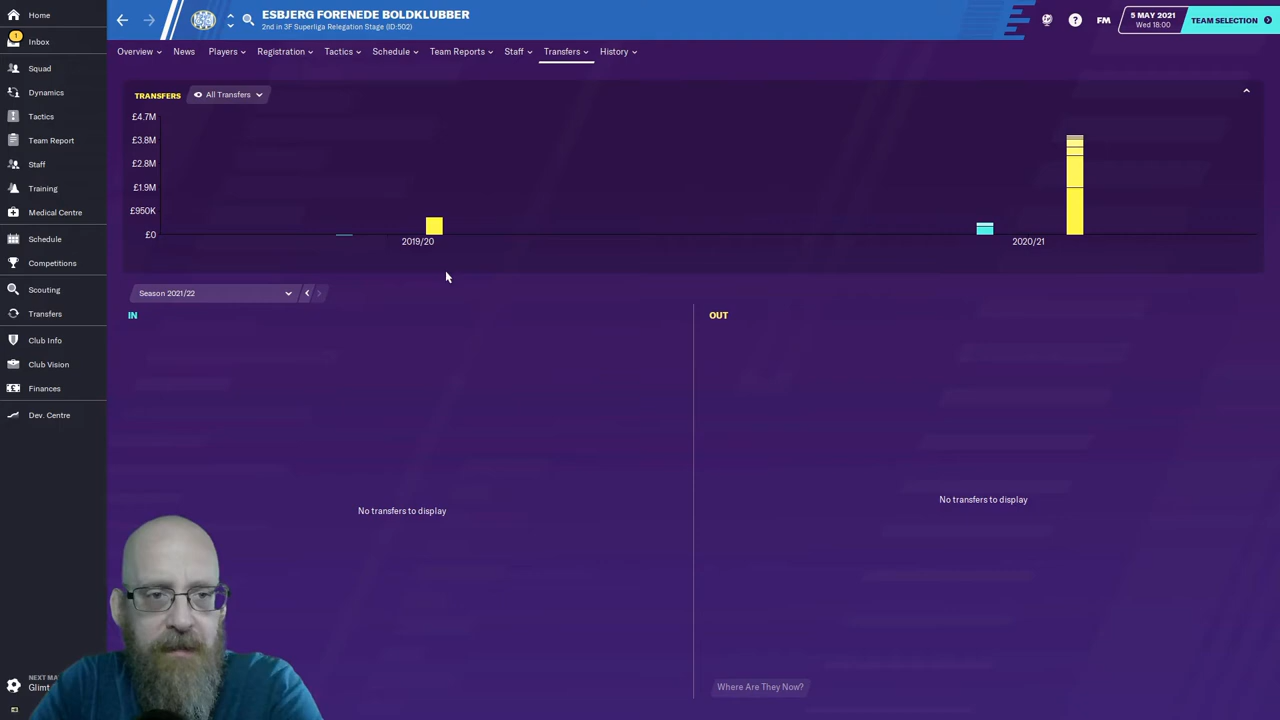 ESBJERG FORENEDE BOLDKLUBBER
2nd in 3F Superliga Relegation Stage (ID:502)
FM
5 MAY 2021
Wed 18:00
TEAM SELECTION
1
Home
Inbox
Squad
Dynamics
Tactics
Team Report
Staff
Training
Medical Centre
Schedule
Competitions
Scouting
Transfers
Club Info
Club Vision
Finances
Dev. Centre
NEXT MA
Glimt
Overview
News
Players
Registration
Tactics
Schedule
Team Reports
Staff
Transfers
History
TRANSFERS
All Transfers
£4.7M
£3.8M
£2.8M
£1.9M
£950K
£0
2019/20
2020/21
Season 2021/22
IN
OUT
No transfers to display
No transfers to display
Where Are They Now?